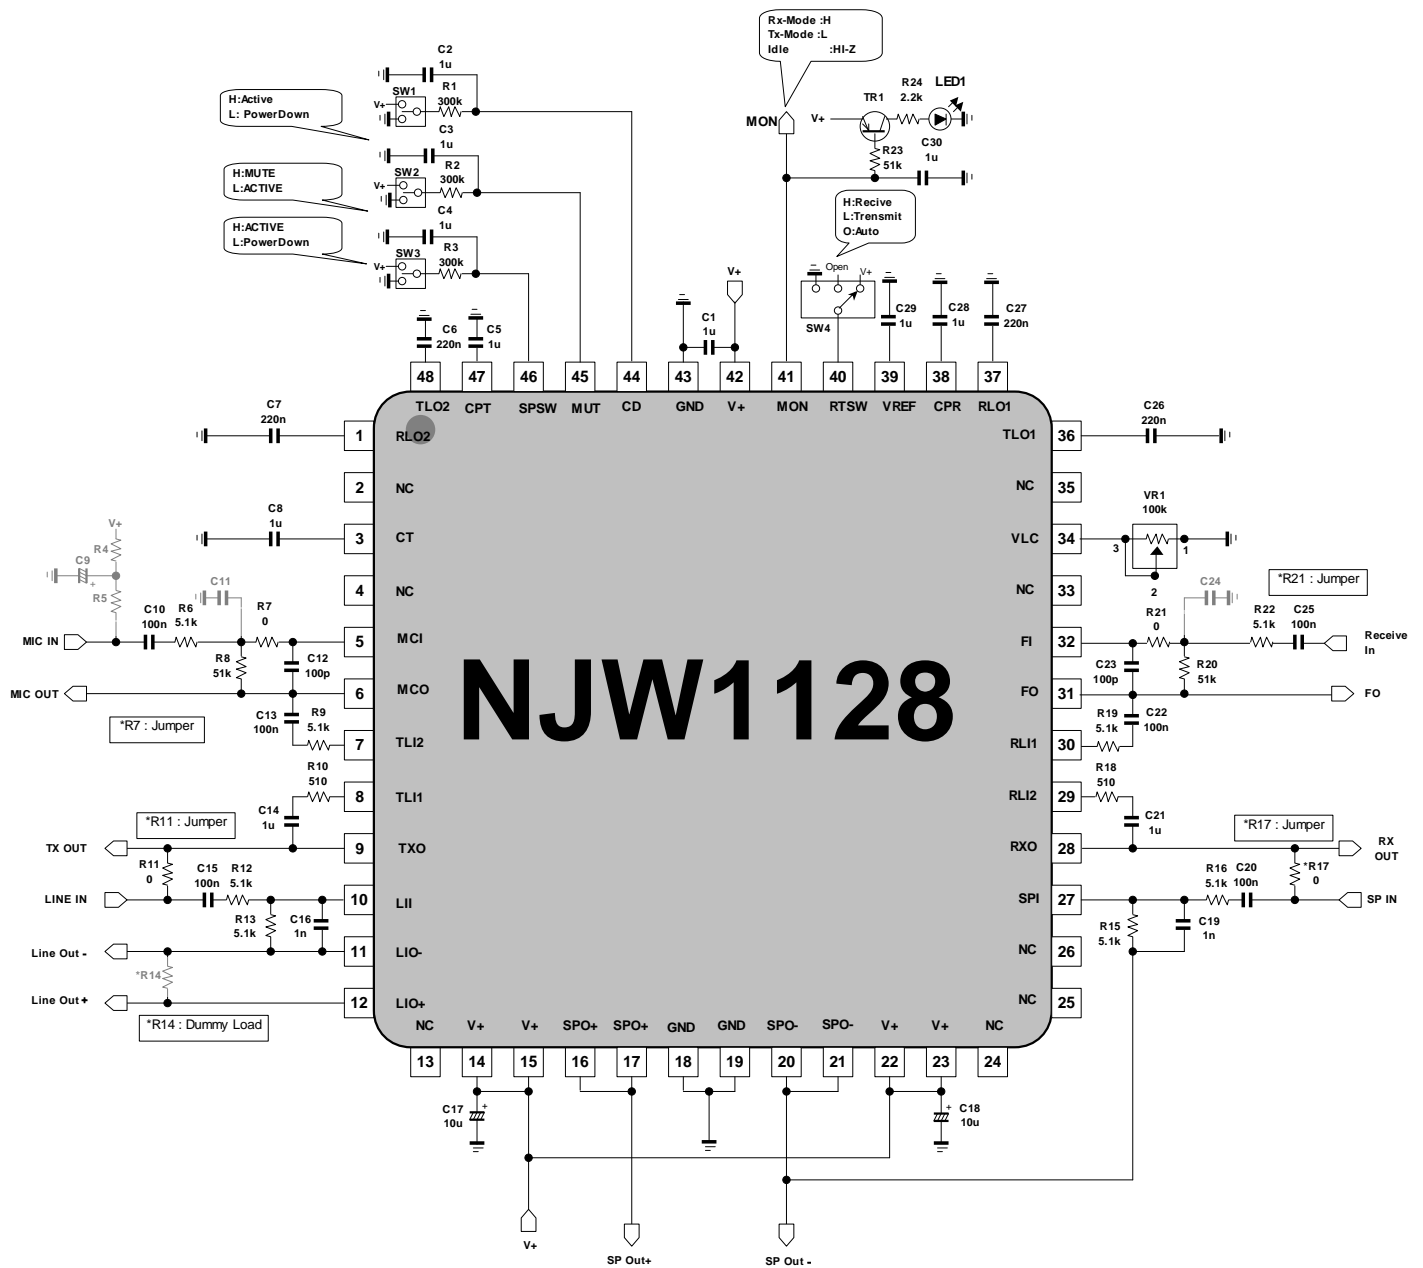 Rx-Mode :H
Tx-Mode :L
Idle :HI-Z
C2
1u
SW1
V+
R1
300k
H:Active
L: PowerDown
C3
1u
SW2
V+
R2
300k
H:MUTE
L:ACTIVE
C4
1u
SW3
V+
R3
300k
H:ACTIVE
L:PowerDown
MON
V+
TR1
R24
2.2k
LED1
R23
51k
C30
1u
H:Recive
L:Transmit
O:Auto
Open
V+
SW4
C6
220n
C5
1u
C1
1u
V+
C29
1u
C28
1u
C27
220n
48
47
46
45
44
43
42
41
40
39
38
37
TLO2
CPT
SPSW
MUT
CD
GND
V+
MON
RTSW
VREF
CPR
RLO1
C7
220n
1
RLO2
2
NC
C8
1u
3
CT
4
NC
V+
R4
C9
+
R5
C11
C10
100n
R6
5.1k
R7
0
MIC IN
5
MCI
R8
51k
C12
100p
MIC OUT
6
MCO
*R7 : Jumper
C13
100n
R9
5.1k
7
TLI2
R10
510
8
TLI1
C14
1u
*R11 : Jumper
TX OUT
9
TXO
R11
0
C15
100n
R12
5.1k
LINE IN
10
LII
R13
5.1k
C16
1n
Line Out -
11
LIO-
*R14
Line Out +
12
LIO+
*R14 : Dummy Load
NJW1128
TLO1
36
C26
220n
NC
35
VLC
34
VR1
100k
3
1
2
NC
33
C24
*R21 : Jumper
FI
32
R21
0
R22
5.1k
C25
100n
Receive
In
C23
100p
R20
51k
FO
31
FO
R19
5.1k
C22
100n
RLI1
30
R18
510
RLI2
29
C21
1u
*R17 : Jumper
RXO
28
RX
OUT
*R17
0
R16
5.1k
C20
100n
SPI
27
SP IN
R15
5.1k
C19
1n
NC
26
NC
25
NC
V+
V+
SPO+
SPO+
GND
GND
SPO-
SPO-
V+
V+
NC
13
14
15
16
17
18
19
20
21
22
23
24
C17
10u
+
C18
10u
+
V+
SP Out+
SP Out -